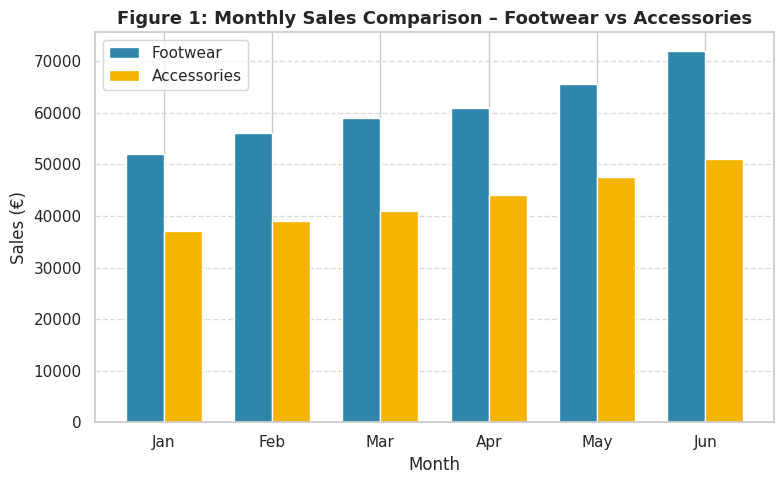 Figure 1: Monthly Sales Comparison – Footwear vs Accessories
Footwear
Accessories
Sales (€)
70000
60000
50000
40000
30000
20000
10000
0
Jan Feb Mar Apr May Jun
Month